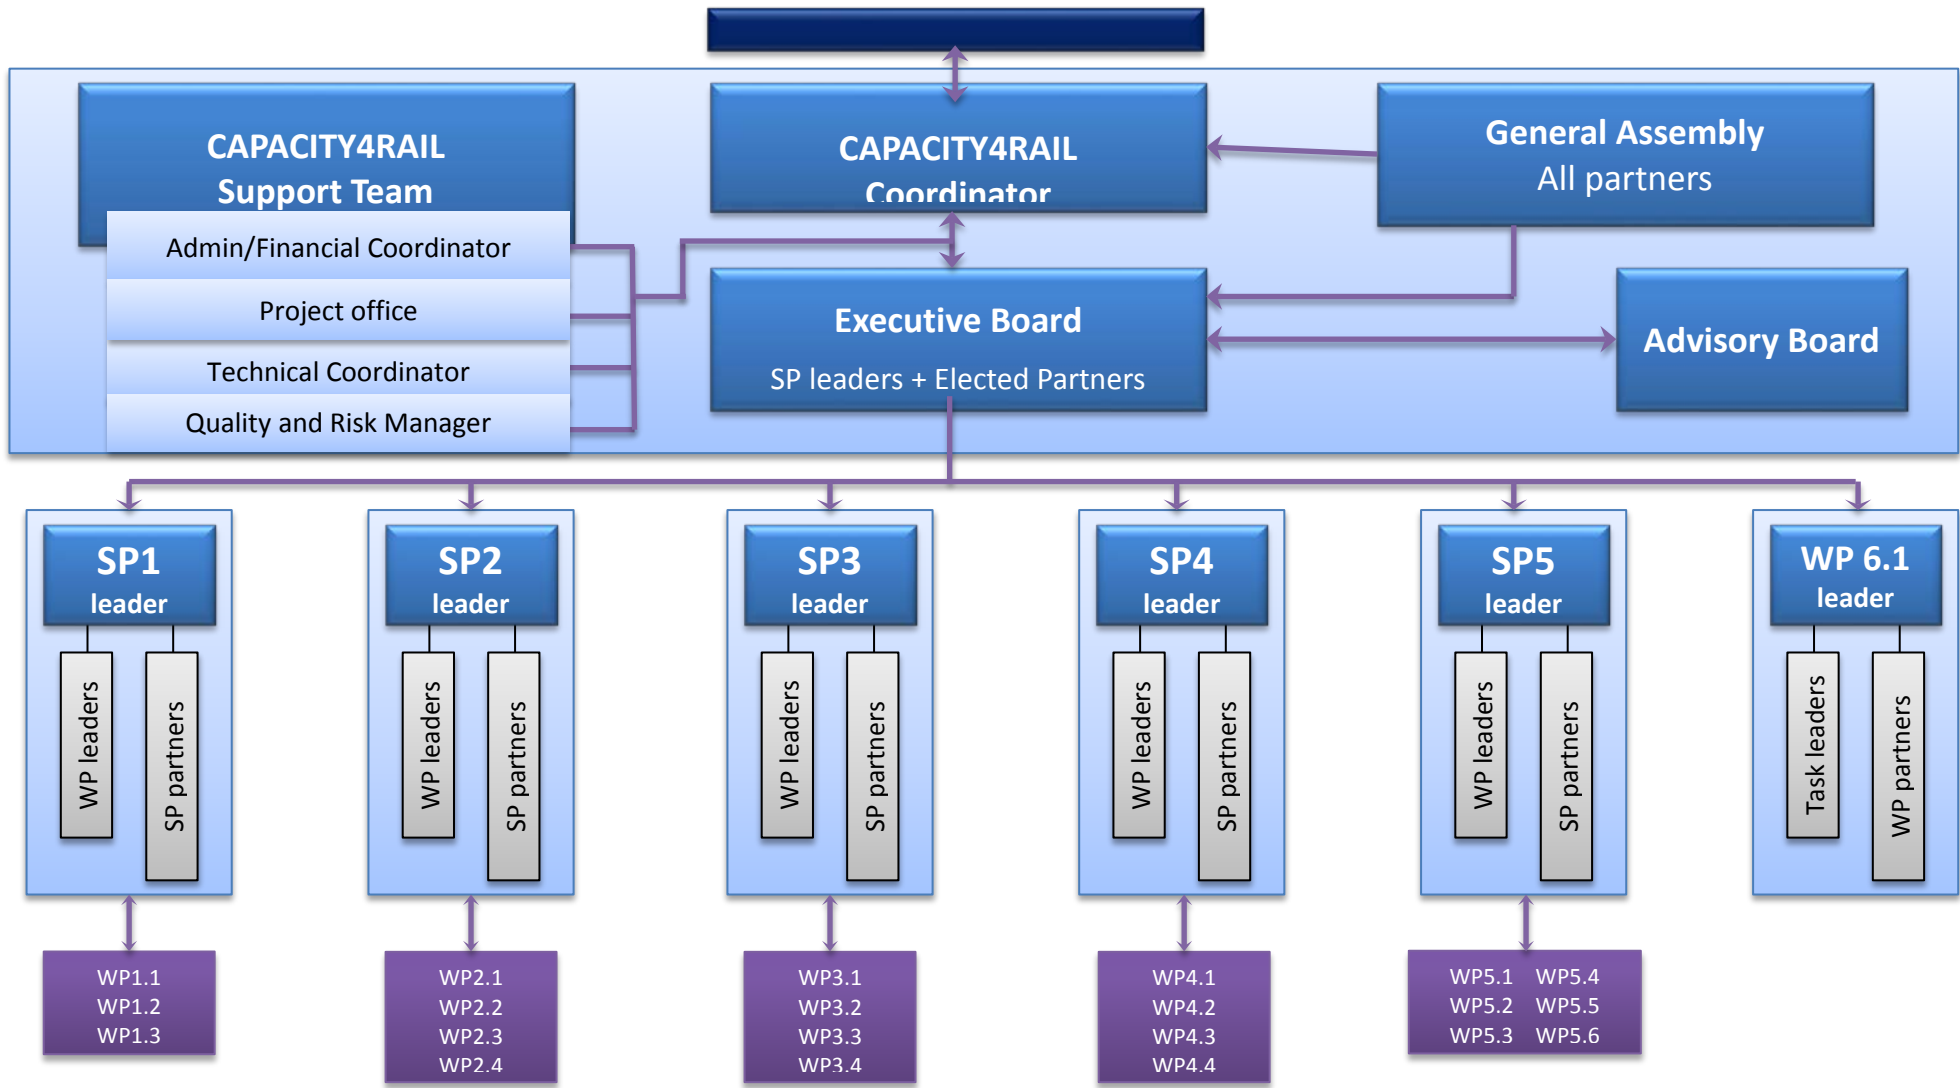 CAPACITY4RAIL
Support Team
Admin/Financial Coordinator
Project office
Technical Coordinator
Quality and Risk Manager
CAPACITY4RAIL
Coordinator
General Assembly
All partners
Executive Board
SP leaders + Elected Partners
Advisory Board
SP1
leader
WP leaders
SP partners
SP2
leader
WP leaders
SP partners
SP3
leader
WP leaders
SP partners
SP4
leader
WP leaders
SP partners
SP5
leader
WP leaders
SP partners
WP 6.1
leader
Task leaders
WP partners
WP1.1
WP1.2
WP1.3
WP2.1
WP2.2
WP2.3
WP2.4
WP3.1
WP3.2
WP3.3
WP3.4
WP4.1
WP4.2
WP4.3
WP4.4
WP5.1 WP5.4
WP5.2 WP5.5
WP5.3 WP5.6